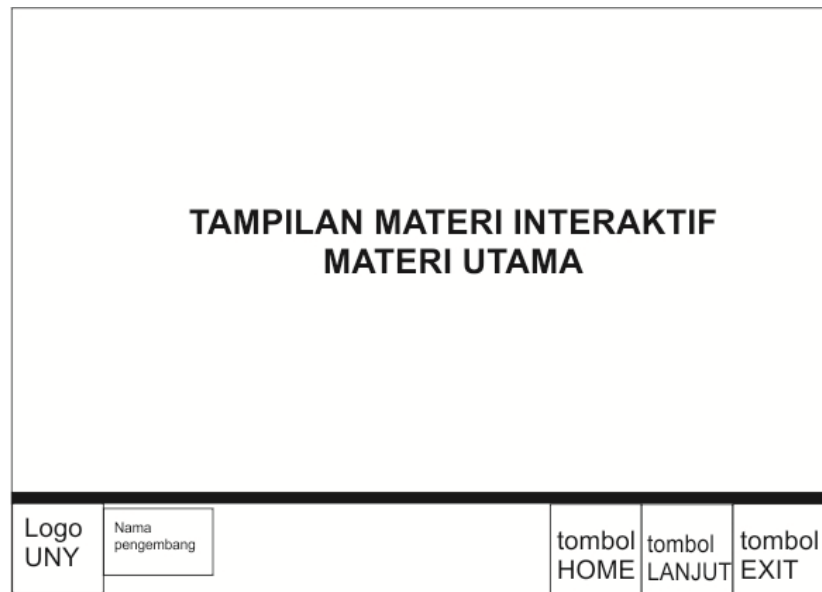 TAMPILAN MATERI INTERAKTIF
MATERI UTAMA
Logo
UNY
Nama
pengembang
tombol
HOME
tombol
LANJUT
tombol
EXIT